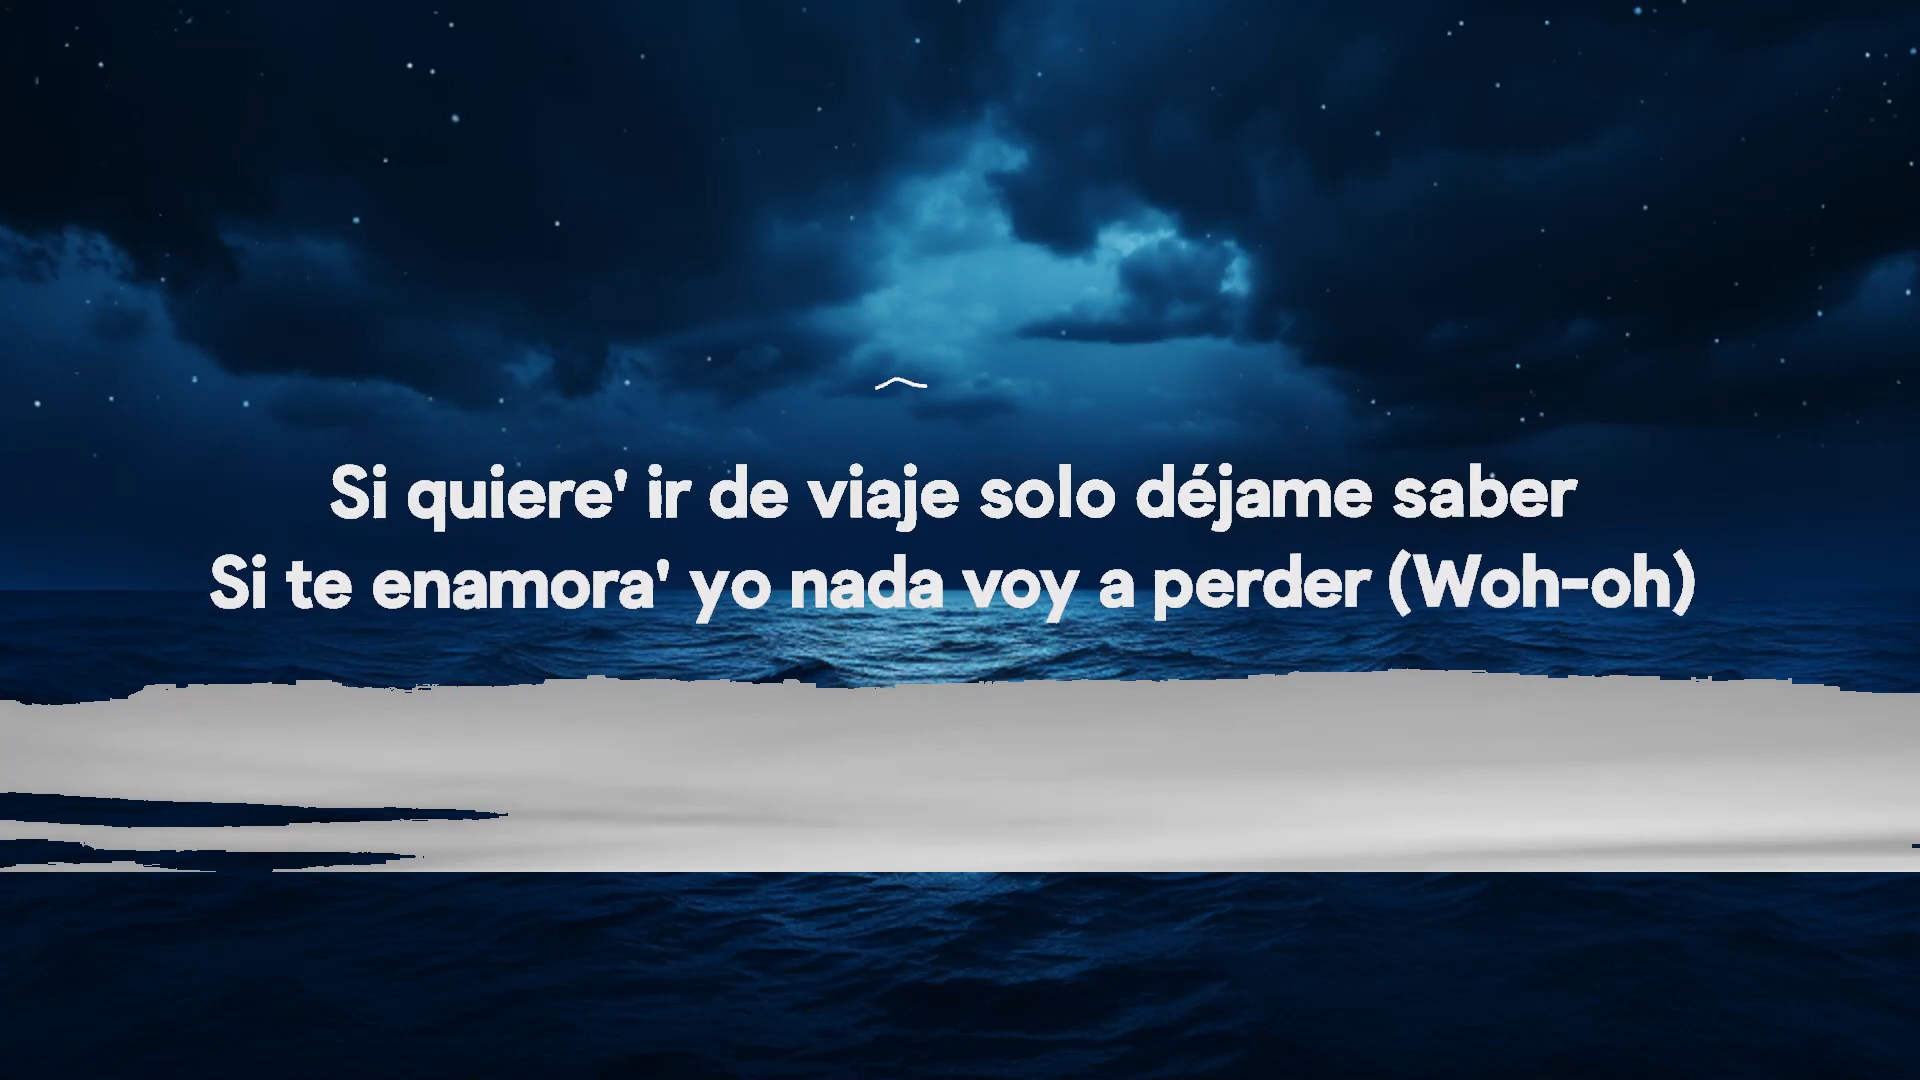 Si quiere' ir de viaje solo déjame saber
Si te enamora' yo nada voy a perder (Woh-oh)